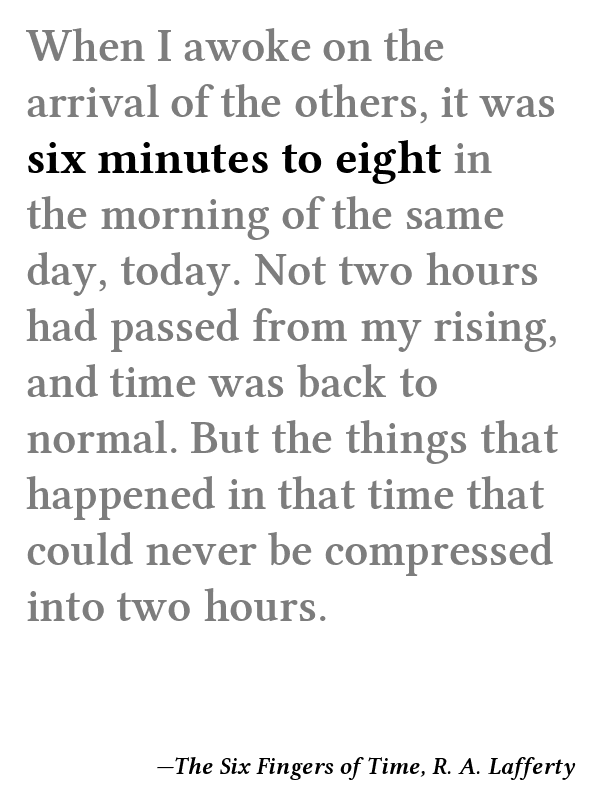 When I awoke on the
arrival of the others, it was
six minutes to eight in
the morning of the same
day, today. Not two hours
had passed from my rising,
and time was back to
normal. But the things that
happened in that time that
could never be compressed
into two hours.
—The Six Fingers of Time, R. A. Lafferty